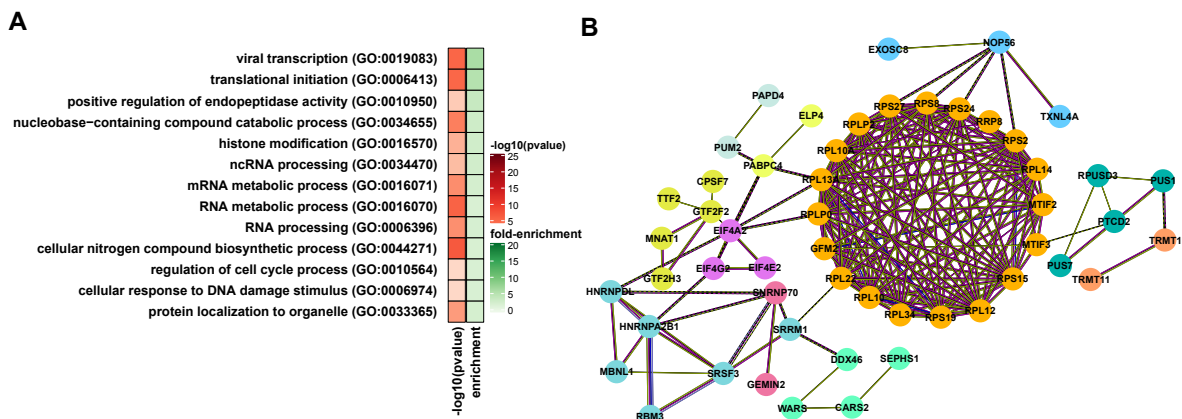 A
viral transcription (GO:0019083)
translational initiation (GO:0006413)
positive regulation of endopeptidase activity (GO:0010950)
nucleobase−containing compound catabolic process (GO:0034655)
histone modification (GO:0016570)
ncRNA processing (GO:0034470)
mRNA metabolic process (GO:0016071)
RNA metabolic process (GO:0016070)
RNA processing (GO:0006396)
cellular nitrogen compound biosynthetic process (GO:0044271)
regulation of cell cycle process (GO:0010564)
cellular response to DNA damage stimulus (GO:0006974)
protein localization to organelle (GO:0033365)
-log10(pvalue)
enrichment
-log10(pvalue)
25
20
15
10
5
fold-enrichment
20
15
10
5
0
B
EXOSC8
NOP56
TXNL4A
PAPD4
PUM2
ELP4
PABPC4
RPS27
RPS8
RPS24
RRP8
RPS2
RPL14
MTIF2
MTIF3
RPS15
RPL12
RPS19
RPL34
RPL10
RPL22
GFM2
RPLP0
RPL13A
RPL10A
RPLP2
CPSF7
TTF2
GTF2F2
MNAT1
GTF2H3
EIF4A2
EIF4G2
EIF4E2
RPUSD3
PUS1
PTCD2
PUS7
TRMT1
TRMT11
HNRPDL
SNRNP70
HNRNPA2B1
SRRM1
MBNL1
SRSF3
GEMIN2
RBM3
DDX46
SEPHS1
WARS
CARS2